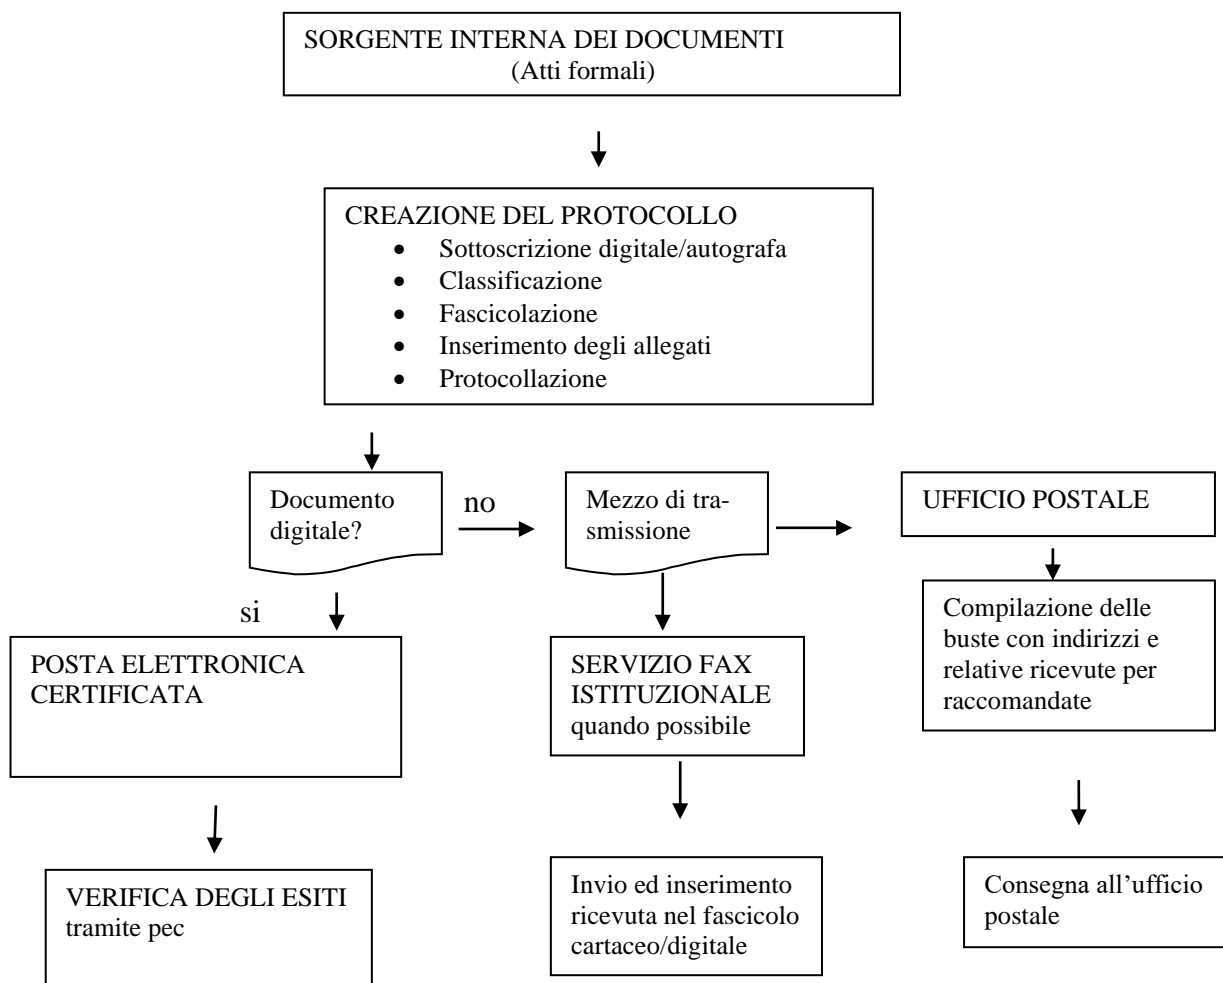 SORGENTE INTERNA DEI DOCUMENTI
(Atti formali)
CREAZIONE DEL PROTOCOLLO
• Sottoscrizione digitale/autografa
• Classificazione
• Fascicolazione
• Inserimento degli allegati
• Protocollazione
Documento
digitale?
no
Mezzo di tra-
smissione
UFFICIO POSTALE
si
POSTA ELETTRONICA
CERTIFICATA
SERVIZIO FAX
ISTITUZIONALE
quando possibile
Compilazione delle
buste con indirizzi e
relative ricevute per
raccomandate
VERIFICA DEGLI ESITI
tramite pec
Invio ed inserimento
ricevuta nel fascicolo
cartaceo/digitale
Consegna all’ufficio
postale